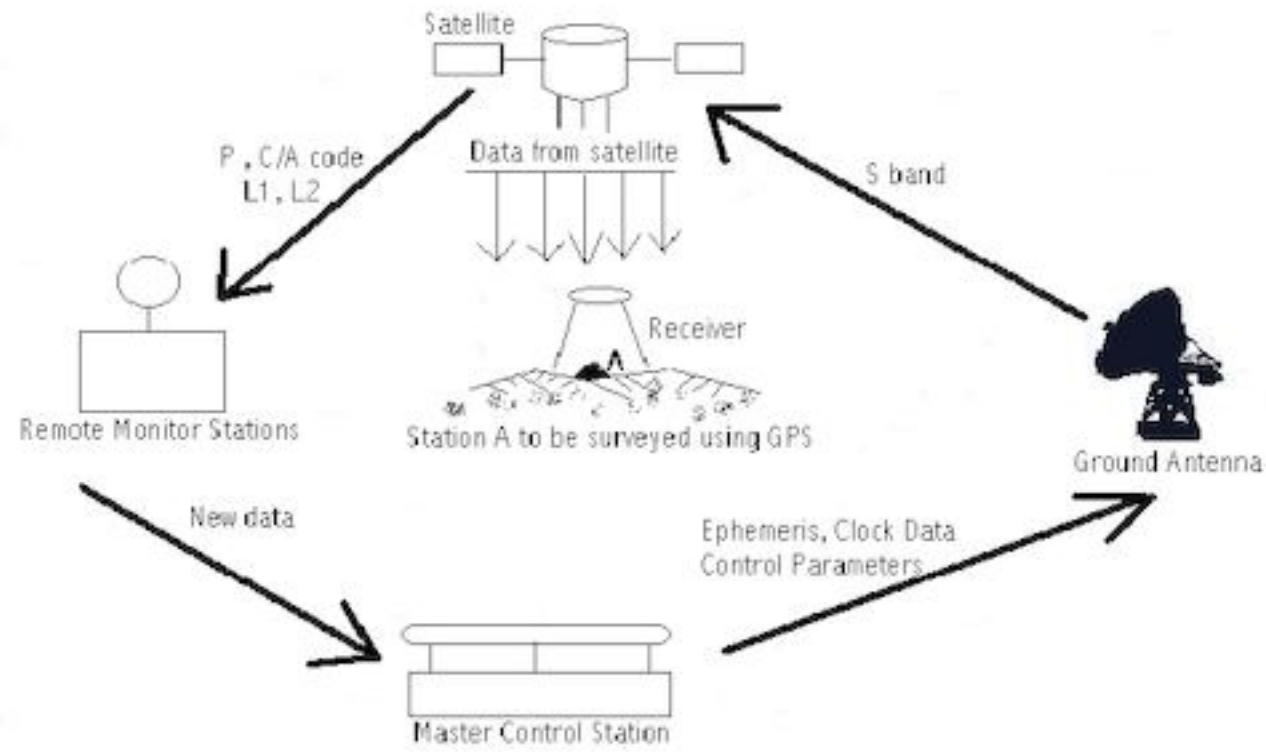 Satellite
P, C/A code
L1, L2
Data from satellite
S band
Receiver
A
Remote Monitor Stations
Station A to be surveyed using GPS
Ground Antenna
New data
Ephemeris, Clock Data
Control Parameters
Master Control Station